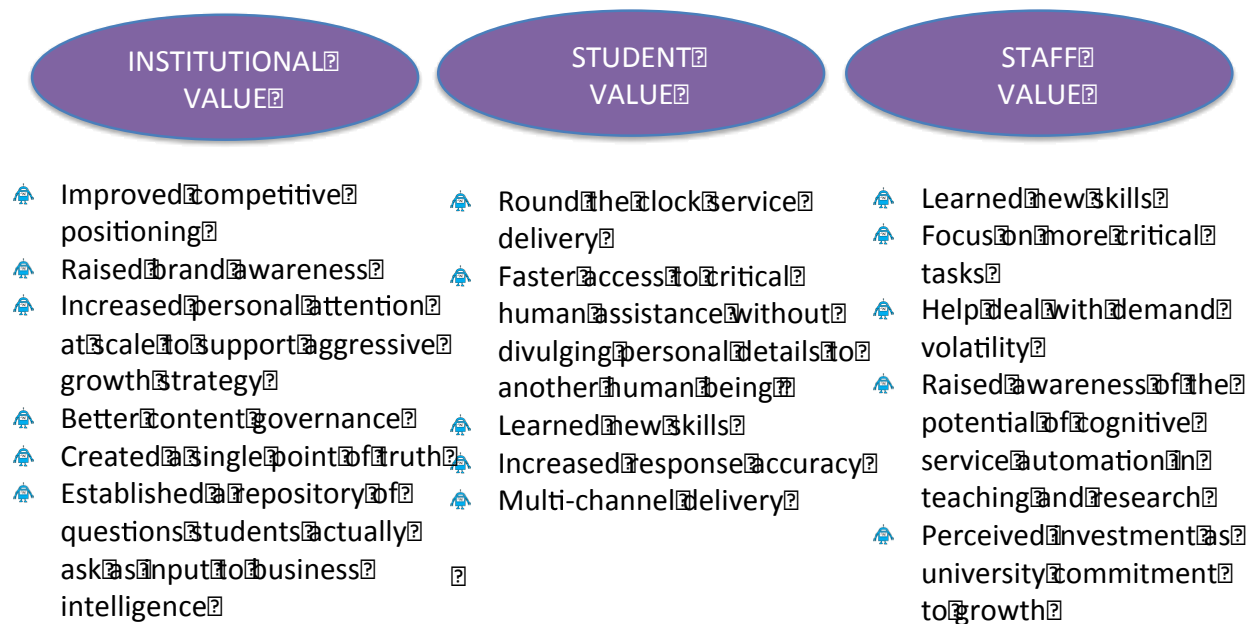 INSTITUTIONAL
VALUE
STUDENT
VALUE
STAFF
VALUE
Improved competitive
positioning
Raised brand awareness
Increased personal attention
at scale to support aggressive
growth strategy
Better content governance
Created a single point of truth
Established a repository of
questions students actually
ask as input to business
intelligence
Round the clock service
delivery
Faster access to critical
human assistance without
divulging personal details to
another human being
Learned new skills
Increased response accuracy
Multi-channel delivery
Learned new skills
Focus on more critical
tasks
Help deal with demand
volatility
Raised awareness of the
potential of cognitive
service automation in
teaching and research
Perceived investment as
university commitment
to growth